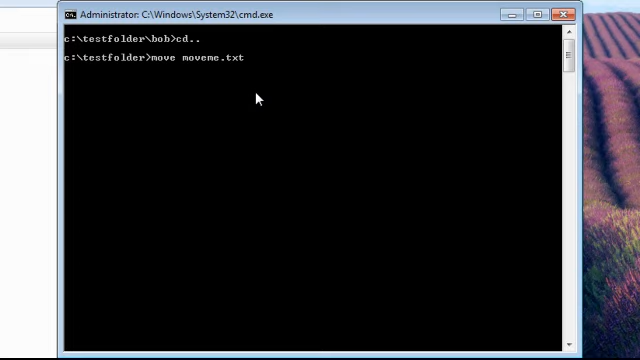 Administrator: C:\Windows\System32\cmd.exe
c:\testfolder\bob>cd..
c:\testfolder>move moveme.txt